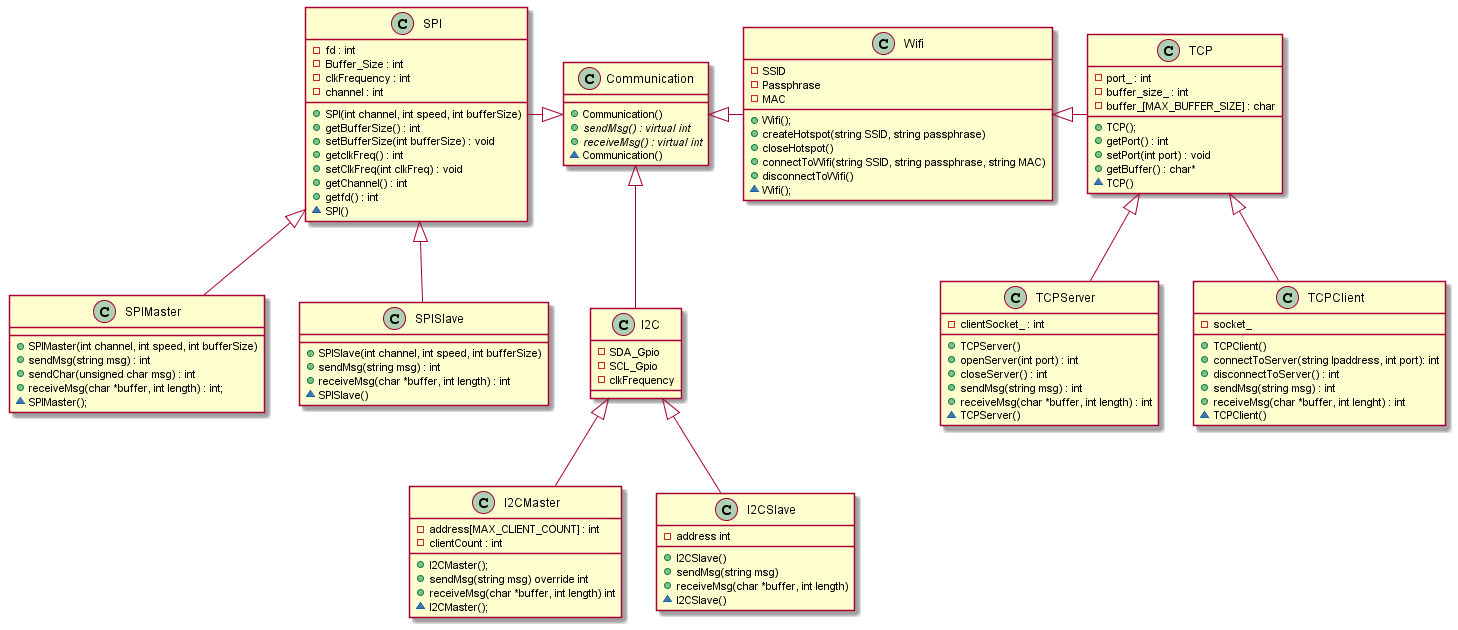 C SPI
fd : int
Buffer_Size : int
clkFrequency : int
channel : int
SPI(int channel, int speed, int bufferSize)
getBufferSize() : int
setBufferSize(int bufferSize) : void
getclkFreq() : int
setClkFreq(int clkFreq) : void
getChannel() : int
getfd() : int
SPI()
C Communication
Communication()
sendMsg() : virtual int
receiveMsg() : virtual int
Communication()
C Wifi
SSID
Passphrase
MAC
Wifi();
createHotspot(string SSID, string passphrase)
closeHotspot()
connectToWifi(string SSID, string passphrase, string MAC)
disconnectToWifi()
Wifi();
C TCP
port_ : int
buffer_size_ : int
buffer_[MAX_BUFFER_SIZE] : char
TCP();
getPort() : int
setPort(int port) : void
getBuffer() : char*
TCP()
C SPIMaster
SPIMaster(int channel, int speed, int bufferSize)
sendMsg(string msg) : int
sendChar(unsigned char msg) : int
receiveMsg(char *buffer, int length) : int;
SPIMaster();
C SPISlave
SPISlave(int channel, int speed, int bufferSize)
sendMsg(string msg) : int
receiveMsg(char *buffer, int length) : int
SPISlave()
C I2C
SDA_Gpio
SCL_Gpio
clkFrequency
C TCPServer
clientSocket_ : int
TCPServer()
openServer(int port) : int
closeServer() : int
sendMsg(string msg) : int
receiveMsg(char *buffer, int length) : int
TCPServer()
C TCPClient
socket_
TCPClient()
connectToServer(string Ipaddress, int port): int
disconnectToServer() : int
sendMsg(string msg) : int
receiveMsg(char *buffer, int lenght) : int
TCPClient()
C I2CMaster
address[MAX_CLIENT_COUNT] : int
clientCount : int
I2CMaster();
sendMsg(string msg) override int
receiveMsg(char *buffer, int length) int
I2CMaster();
C I2CSlave
address int
I2CSlave()
sendMsg(string msg)
receiveMsg(char *buffer, int length)
I2CSlave()